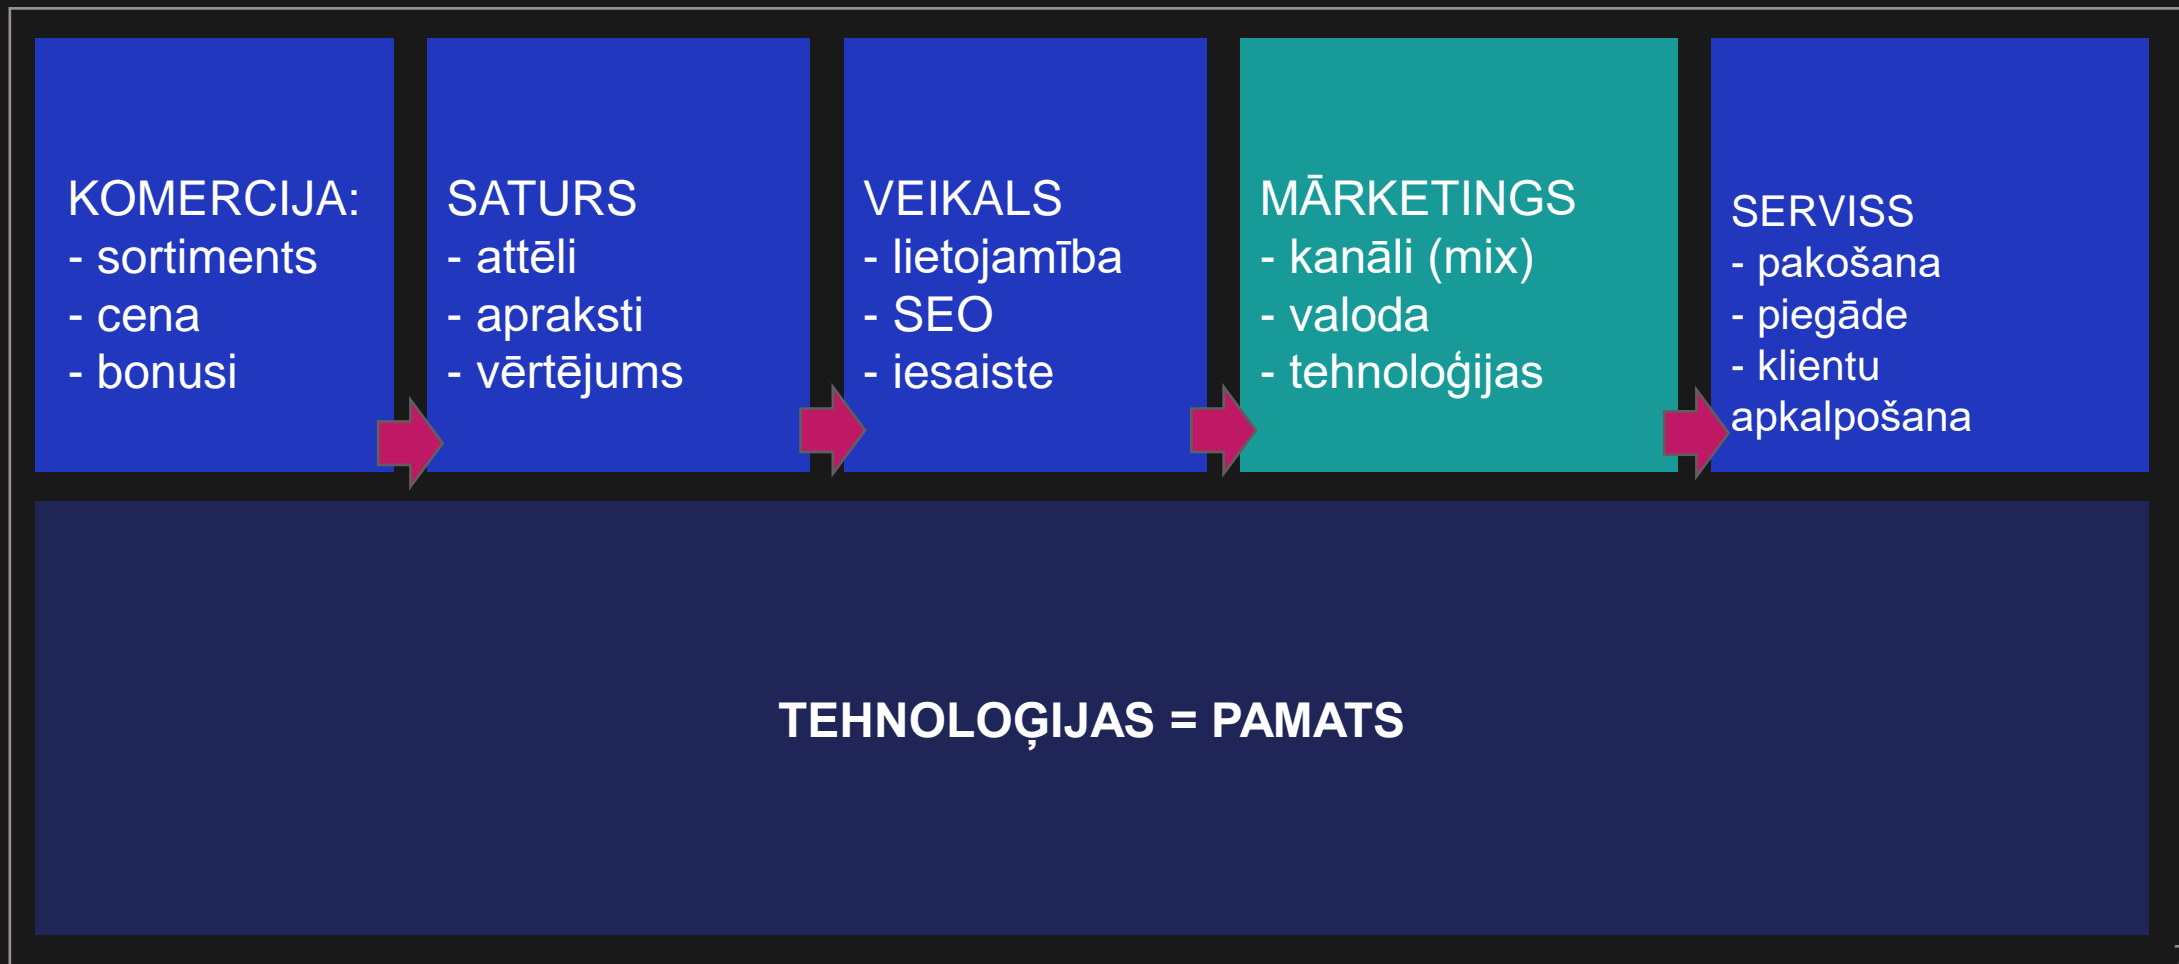 KOMERCIJA:
- sortiments
- cena
- bonusi
SATURS
- attēli
- apraksti
- vērtējums
VEIKALS
- lietojamība
- SEO
- iesaiste
MĀRKETINGS
- kanāli (mix)
- valoda
- tehnoloģijas
SERVISS
- pakošana
- piegāde
- klientu
apkalpošana
TEHNOLOĢIJAS = PAMATS